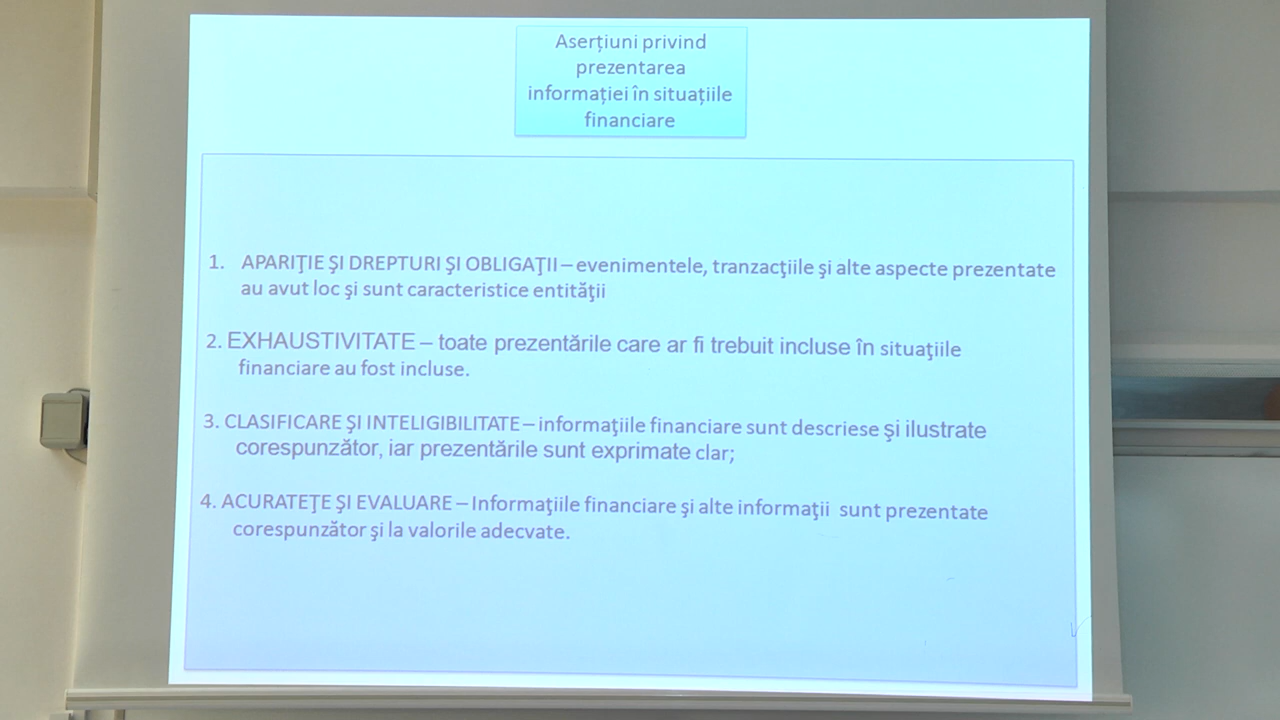 Aserțiuni privind
prezentarea
informației în situațiile
financiare
1. APARIŢIE ŞI DREPTURI ŞI OBLIGAŢII – evenimentele, tranzacţiile şi alte aspecte prezentate
au avut loc şi sunt caracteristice entităţii
2. EXHAUSTIVITATE – toate prezentările care ar fi trebuit incluse în situaţiile
financiare au fost incluse.
3. CLASIFICARE ŞI INTELIGIBILITATE – informaţiile financiare sunt descriese şi ilustrate
corespunzător, iar prezentările sunt exprimate clar;
4. ACURATEŢE ŞI EVALUARE – Informaţiile financiare şi alte informaţii sunt prezentate
corespunzător şi la valorile adecvate.